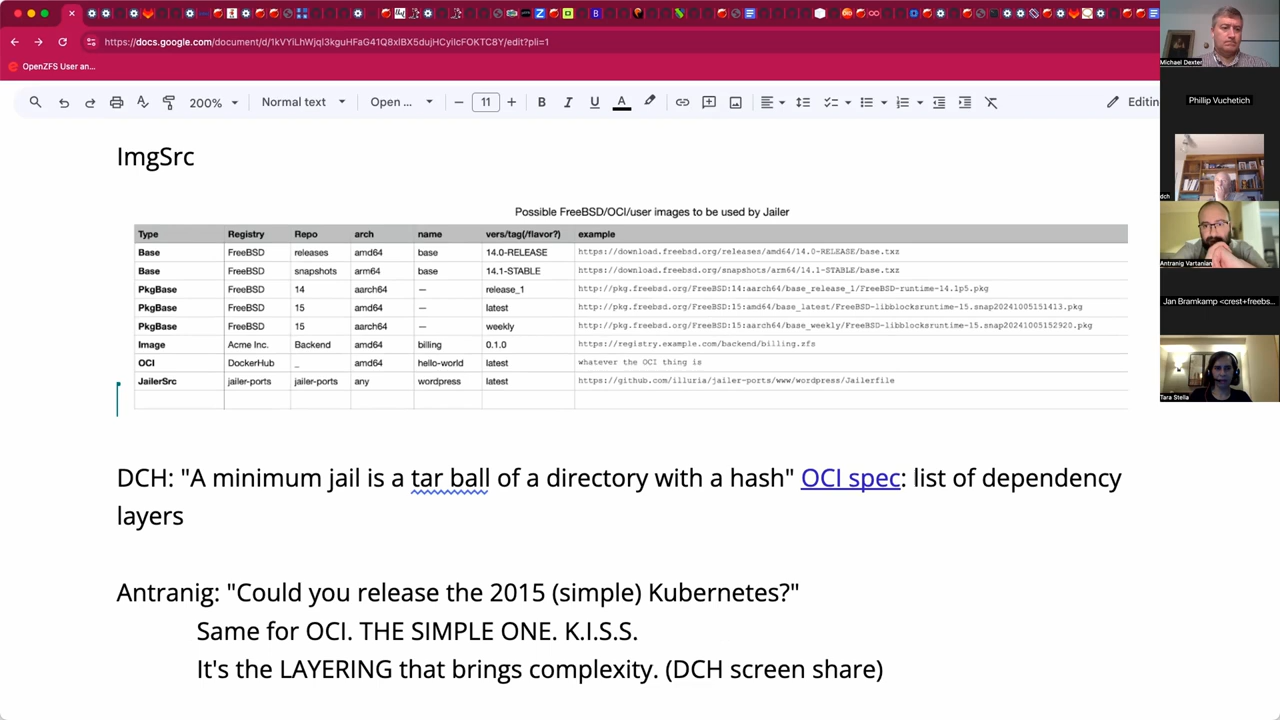 https://docs.google.com/document/d/1kVYiLhWjqI3kguHFaG41Q8xlBX5dujHCyilcFOKTC8Y/edit?pli=1
OpenZFS User an...
200% Normal text Open ... 11 B I U A Editin
ImgSrc
Possible FreeBSD/OCI/user images to be used by Jailer
Type Registry Repo arch name vers/tag(/flavor?) example
Base FreeBSD releases amd64 base 14.0-RELEASE https://download.freebsd.org/releases/amd64/14.0-RELEASE/base.txz
Base FreeBSD snapshots arm64 base 14.1-STABLE https://download.freebsd.org/snapshots/arm64/14.1-STABLE/base.txz
PkgBase FreeBSD 14 aarch64 — release_1 http://pkg.freebsd.org/FreeBSD:14:aarch64/base_release_1/FreeBSD-runtime-14.1p5.pkg
PkgBase FreeBSD 15 amd64 — latest http://pkg.freebsd.org/FreeBSD:15:amd64/base_latest/FreeBSD-libblocksruntime-15.snap20241005151413.pkg
PkgBase FreeBSD 15 aarch64 — weekly http://pkg.freebsd.org/FreeBSD:15:aarch64/base_weekly/FreeBSD-libblocksruntime-15.snap20241005152920.pkg
Image Acme Inc. Backend amd64 billing 0.1.0 https://registry.example.com/backend/billing.zfs
OCI DockerHub _ amd64 hello-world latest whatever the OCI thing is
JailerSrc jailer-ports jailer-ports any wordpress latest https://github.com/illuria/jailer-ports/www/wordpress/Jailerfile
DCH: "A minimum jail is a tar ball of a directory with a hash" OCI spec: list of dependency
layers
Antranig: "Could you release the 2015 (simple) Kubernetes?"
Same for OCI. THE SIMPLE ONE. K.I.S.S.
It's the LAYERING that brings complexity. (DCH screen share)
Michael Dexter
Phillip Vuchetich
dch
Antranig Vartanian
Jan Bramkamp <crest+freebs...
Tara Stella